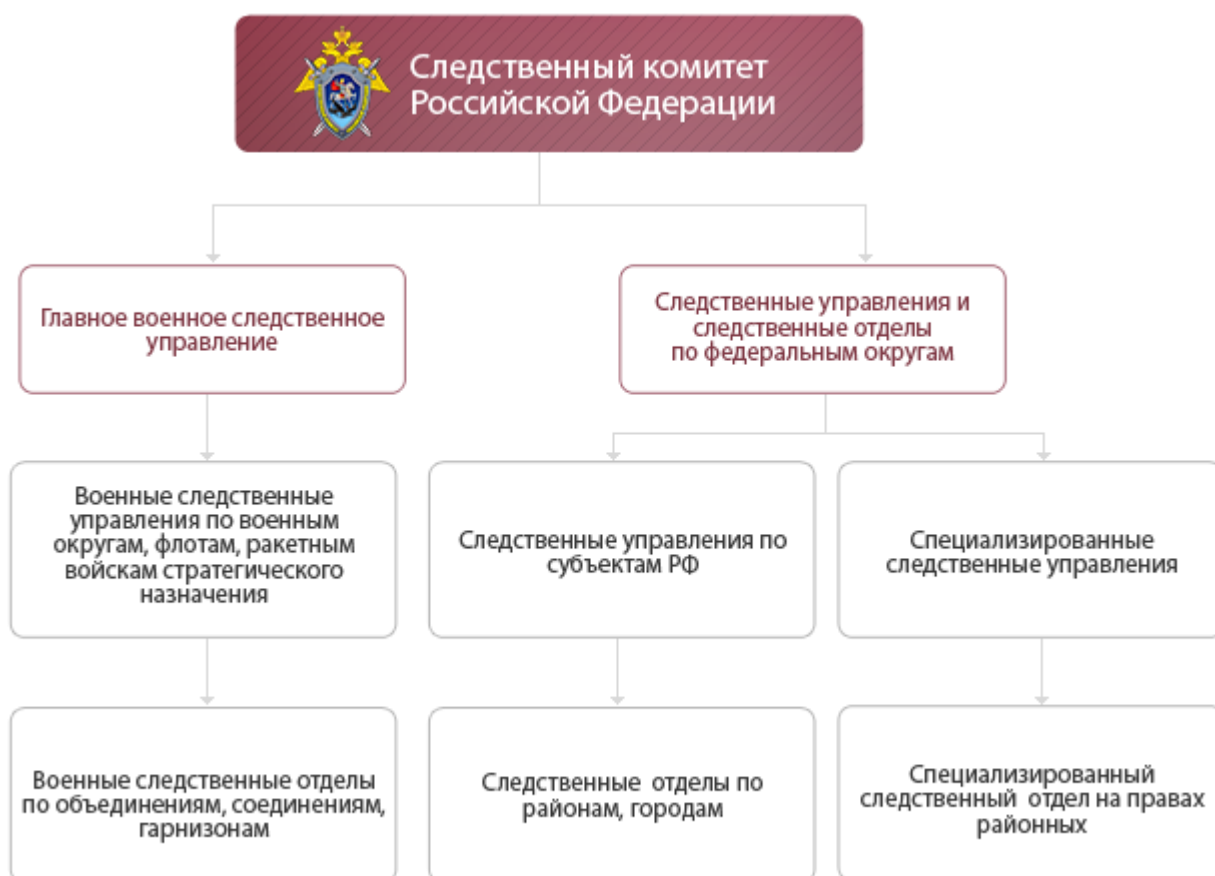 Следственный комитет
Российской Федерации
Главное военное следственное
управление
Следственные управления и
следственные отделы
по федеральным округам
Военные следственные
управления по военным
округам, флотам, ракетным
войскам стратегического
назначения
Следственные управления по
субъектам РФ
Специализированные
следственные управления
Военные следственные отделы
по объединениям, соединениям,
гарнизонам
Следственные отделы по
районам, городам
Специализированный
следственный отдел на правах
районных